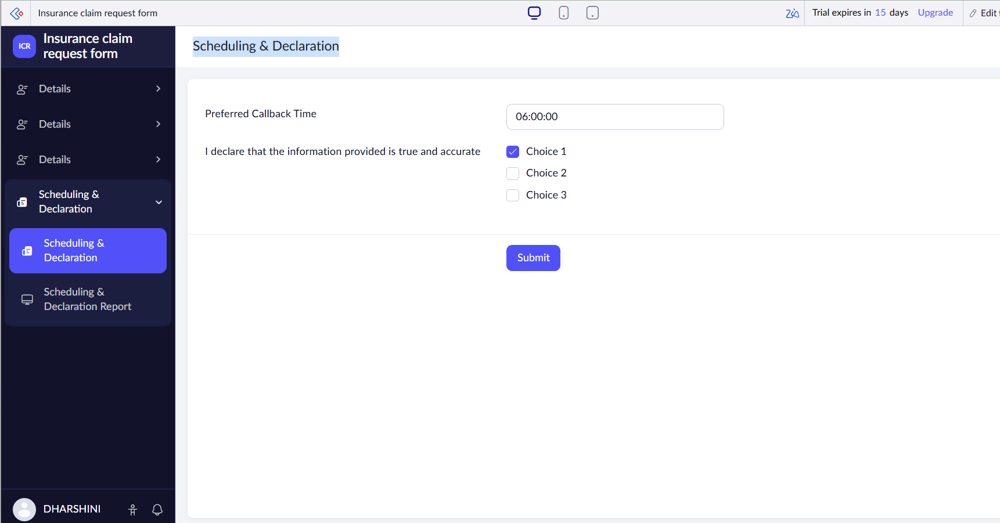 Insurance claim request form
Trial expires in 15 days Upgrade
Edit
ICR
Insurance claim
request form
Details
Details
Details
Scheduling &
Declaration
Scheduling &
Declaration
Scheduling &
Declaration Report
DHARSHINI
Scheduling & Declaration
Preferred Callback Time
06:00:00
I declare that the information provided is true and accurate
Choice 1
Choice 2
Choice 3
Submit